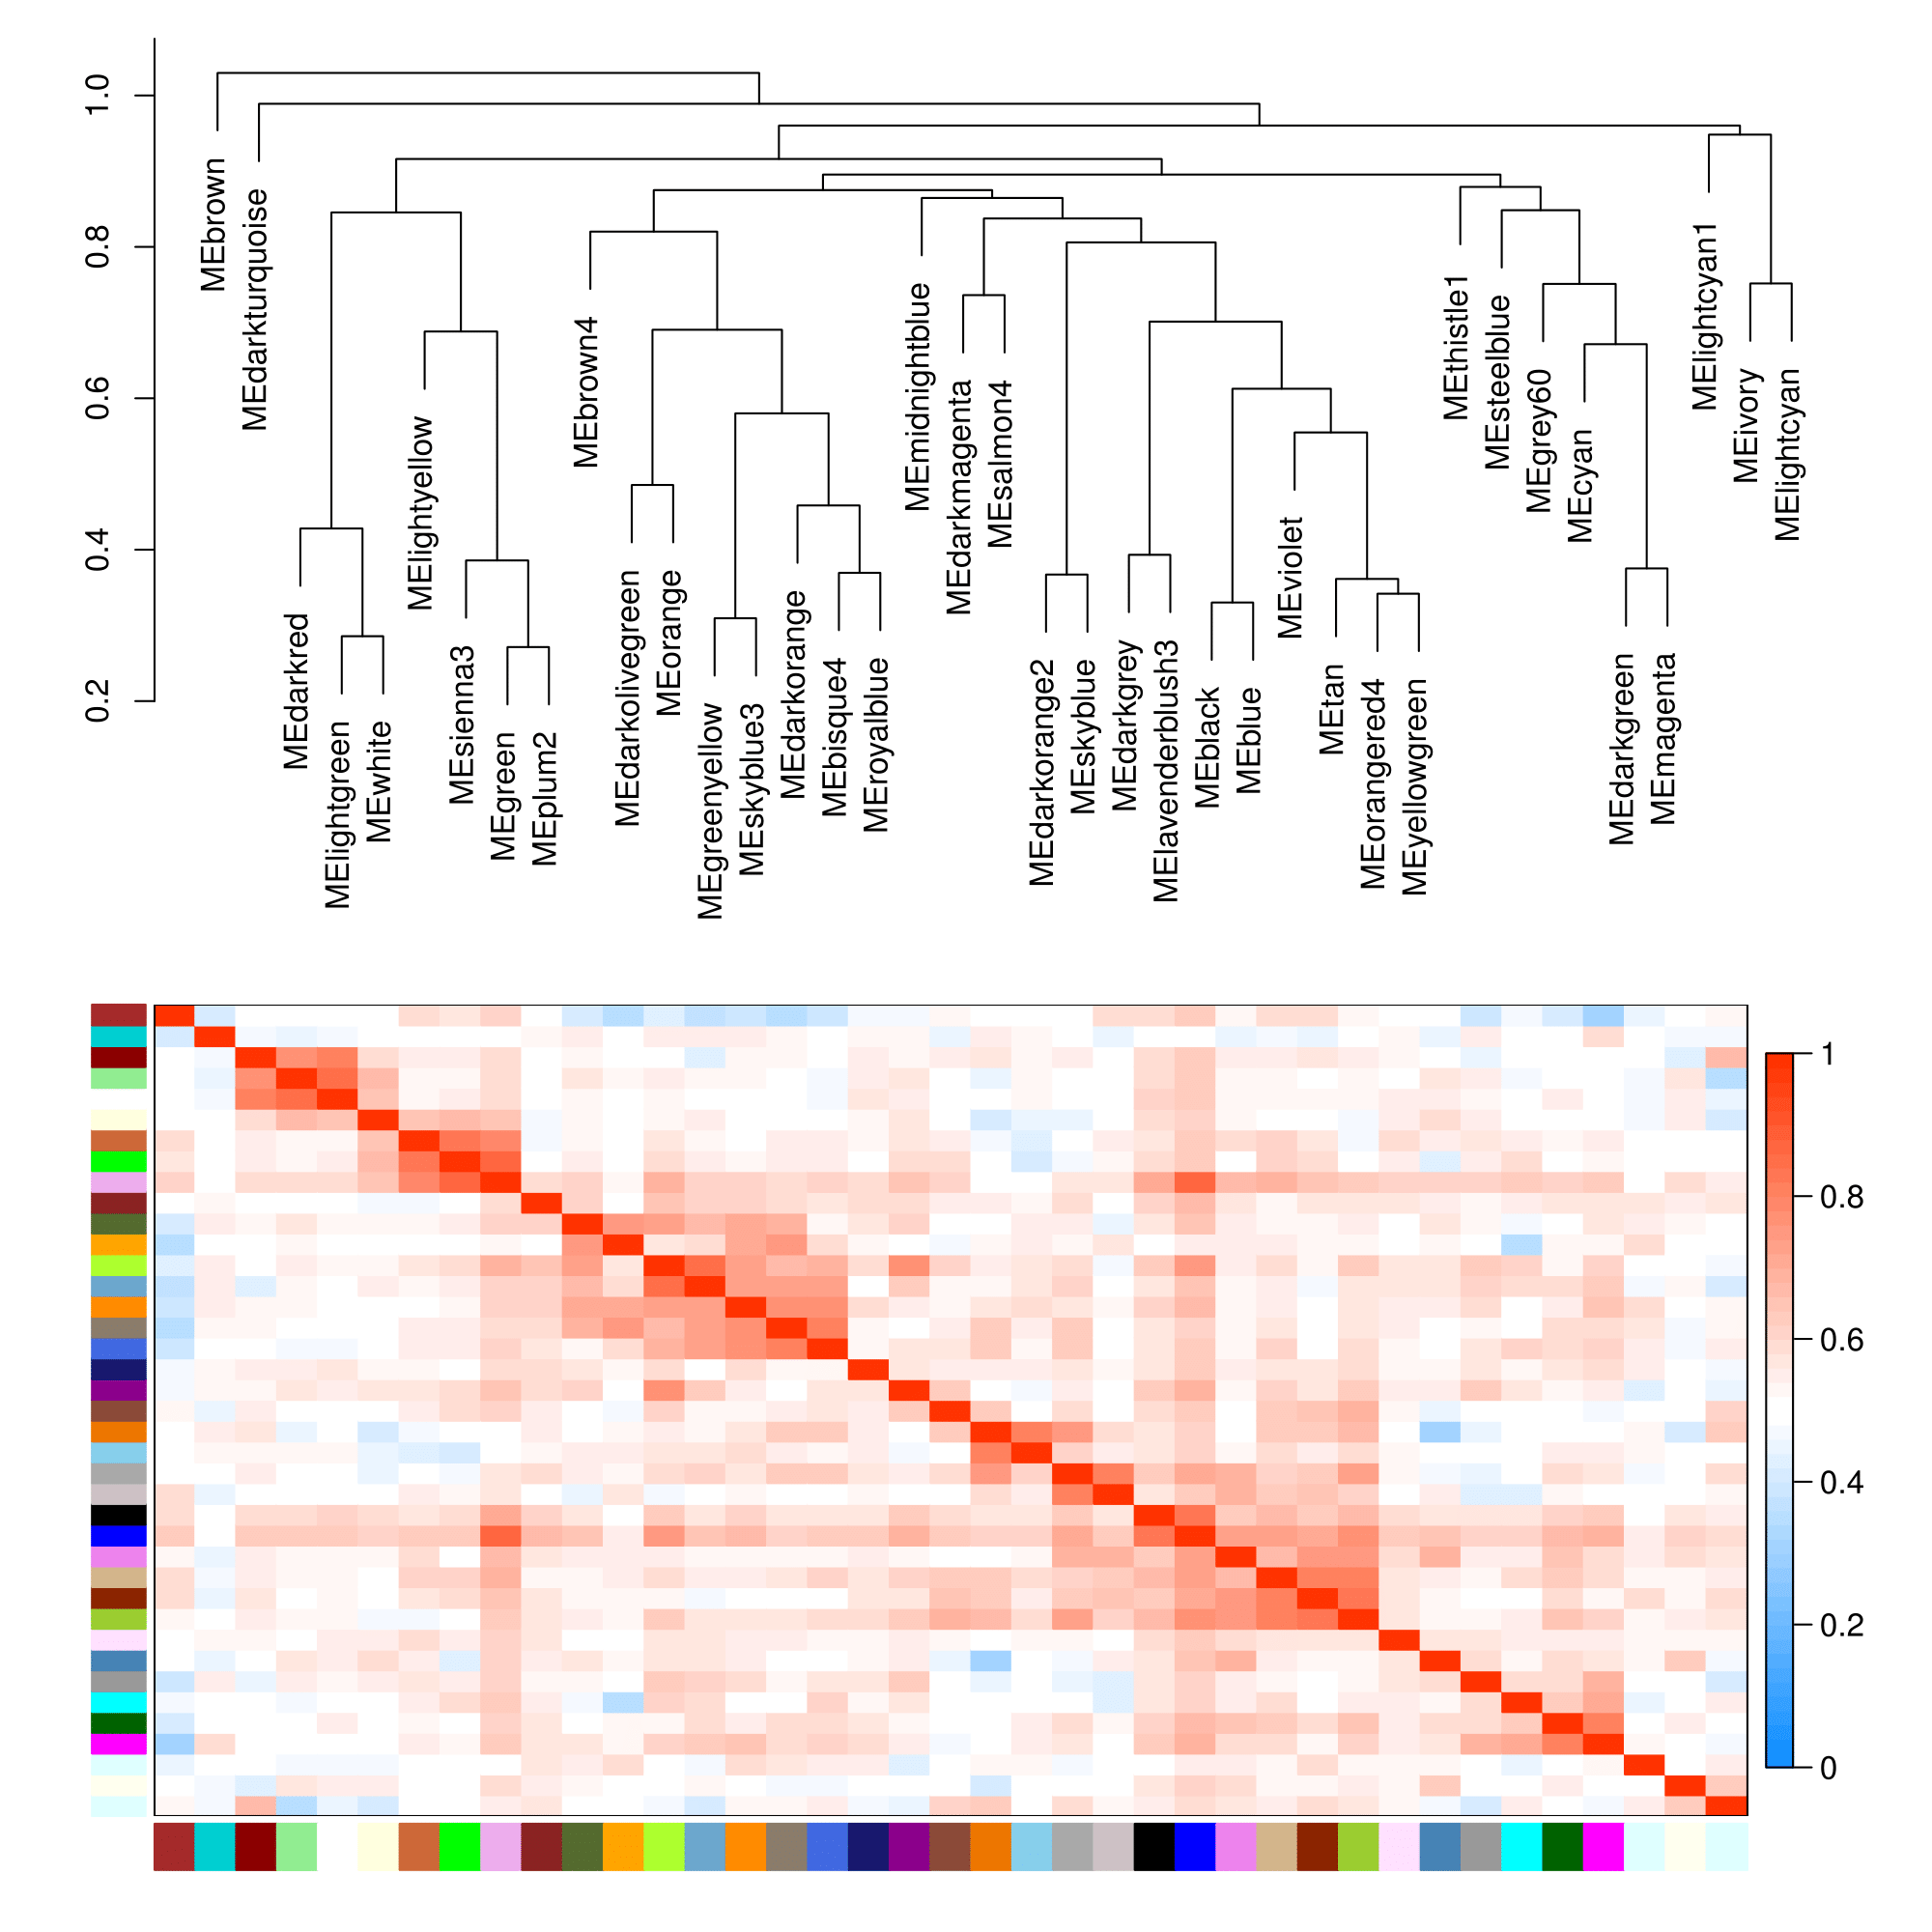 1.0
0.8
0.6
0.4
0.2
MEbrown
MEdarkturquoise
MEdarkred
MElightgreen
MEwhite
MElightyellow
MEsienna3
MEgreen
MEplum2
MEbrown4
MEdarkolivegreen
MEorange
MEgreenyellow
MEskyblue3
MEdarkorange
MEbisque4
MEroyalblue
MEmidnightblue
MEdarkmagenta
MEsalmon4
MEdarkorange2
MEskyblue
MEdarkgrey
MElavenderblush3
MEblack
MEblue
MEviolet
MEtan
MEorangered4
MEyellowgreen
MEthistle1
MEsteelblue
MEgrey60
MEcyan
MEdarkgreen
MEmagenta
MElightcyan1
MEivory
MElightcyan
1
0.8
0.6
0.4
0.2
0